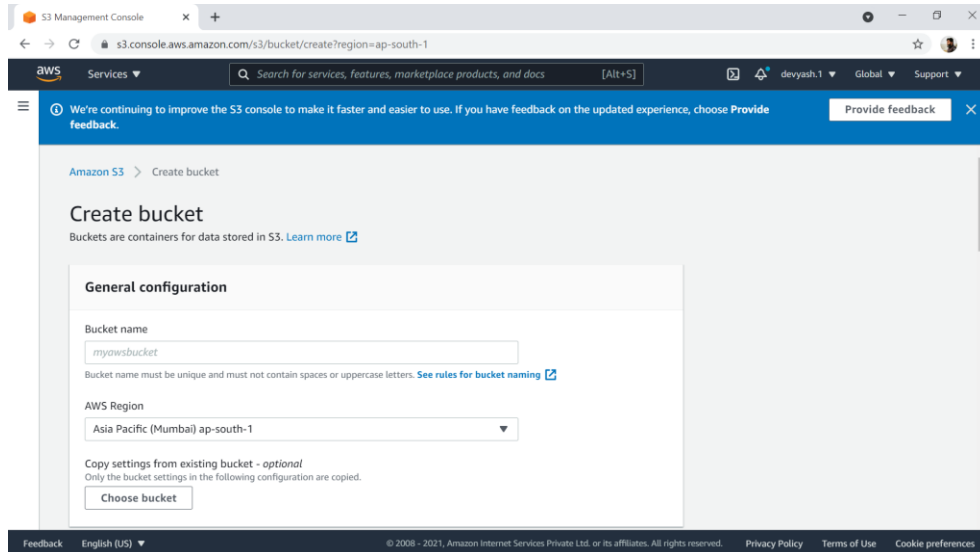 S3 Management Console
s3.console.aws.amazon.com/s3/bucket/create?region=ap-south-1
aws Services ▼ Search for services, features, marketplace products, and docs [Alt+S] devyash.1 ▼ Global ▼ Support ▼
We're continuing to improve the S3 console to make it faster and easier to use. If you have feedback on the updated experience, choose Provide
feedback.
Provide feedback
Amazon S3 > Create bucket
Create bucket
Buckets are containers for data stored in S3. Learn more
General configuration
Bucket name
myawsbucket
Bucket name must be unique and must not contain spaces or uppercase letters. See rules for bucket naming
AWS Region
Asia Pacific (Mumbai) ap-south-1
Copy settings from existing bucket - optional
Only the bucket settings in the following configuration are copied.
Choose bucket
Feedback English (US) ▼ © 2008 - 2021, Amazon Internet Services Private Ltd. or its affiliates. All rights reserved. Privacy Policy Terms of Use Cookie preferences